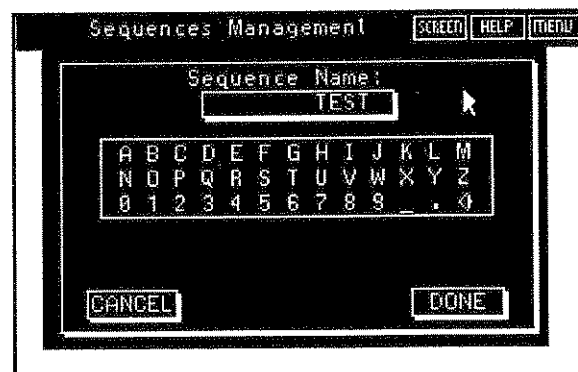 Sequences Management SCREEN HELP MENU
Sequence Name:
TEST
A B C D E F G H I J K L M
N O P Q R S T U V W X Y Z
0 1 2 3 4 5 6 7 8 9 _ .
CANCEL DONE